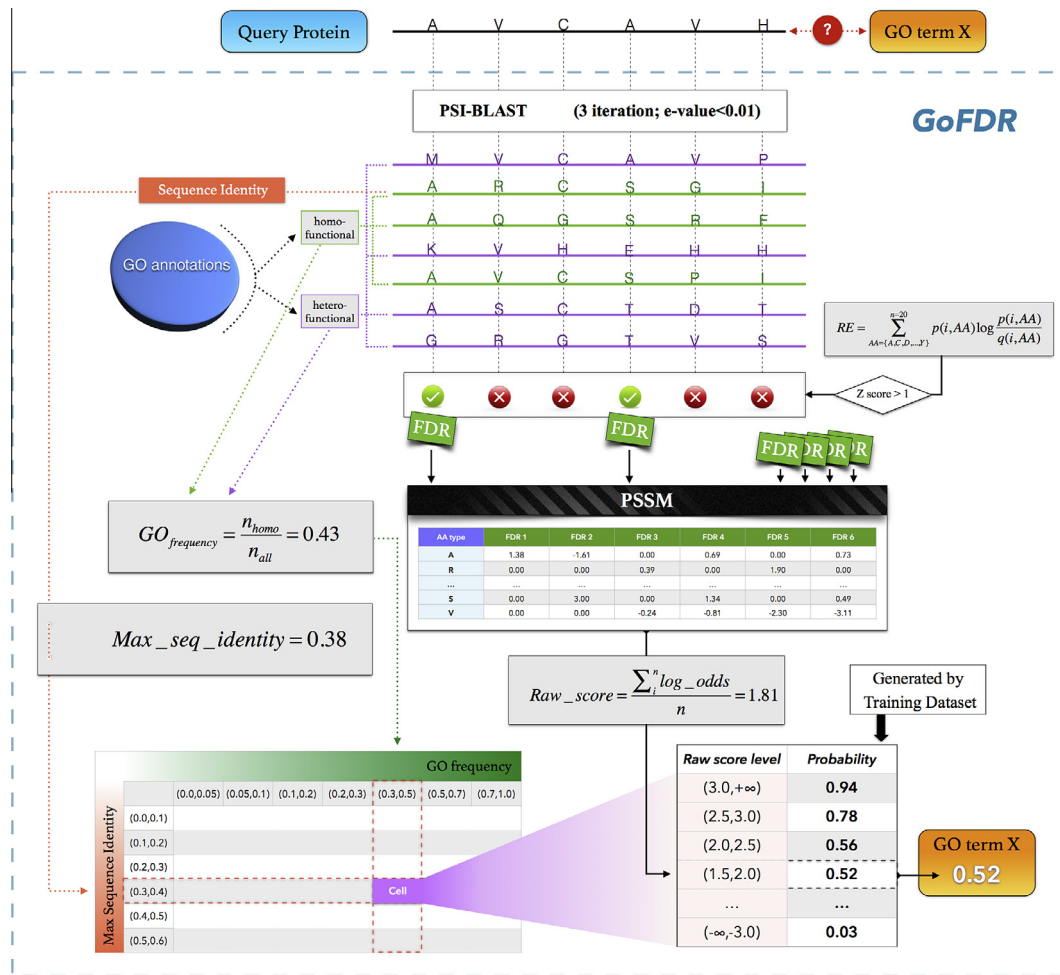 Query Protein
A V C A V H
?
GO term X
PSI-BLAST (3 iteration; e-value<0.01)
GoFDR
M V C A V P
Sequence Identity
A R C S G I
homo-
functional
A Q G S R F
GO annotations
K V H E H H
A V C S P I
hetero-
functional
A S C T D T
G R G T V S
RE = ∑ n=20 AA={A,C,D,...,Y} p(i,AA) log p(i,AA) / q(i,AA)
Z score > 1
FDR FDR FDR FDR FDR DR
PSSM
GO frequency = n homo / n all = 0.43
AA type FDR 1 FDR 2 FDR 3 FDR 4 FDR 5 FDR 6
A 1.38 -1.61 0.00 0.69 0.00 0.73
R 0.00 0.00 0.39 0.00 1.90 0.00
... ... ... ... ... ... ...
S 0.00 3.00 0.00 1.34 0.00 0.49
V 0.00 0.00 -0.24 -0.81 -2.30 -3.11
Max_seq_identity = 0.38
Raw_score = ∑ i n log_odds / n = 1.81
Generated by
Training Dataset
GO frequency
(0.0,0.05) (0.05,0.1) (0.1,0.2) (0.2,0.3) (0.3,0.5) (0.5,0.7) (0.7,1.0)
Max Sequence Identity
(0.0,0.1)
(0.1,0.2)
(0.2,0.3)
(0.3,0.4) Cell
(0.4,0.5)
(0.5,0.6)
Raw score level Probability
(3.0,+∞) 0.94
(2.5,3.0) 0.78
(2.0,2.5) 0.56
(1.5,2.0) 0.52
... ...
(-∞,-3.0) 0.03
GO term X
0.52